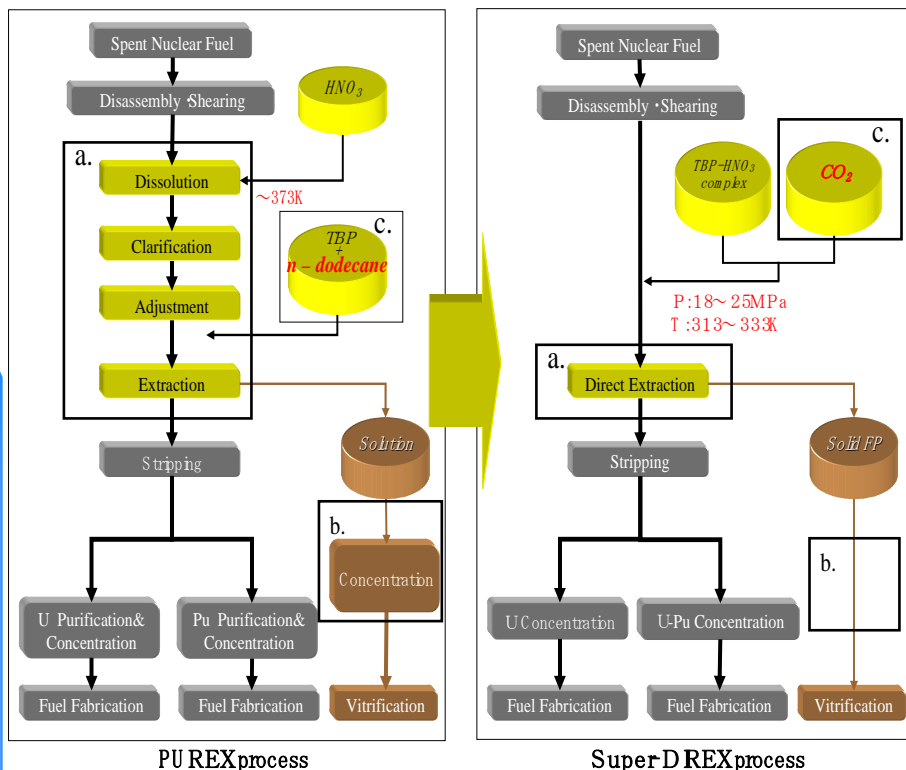 Spent Nuclear Fuel
Disassembly・Shearing
HNO3
a.
Dissolution
～373K
Clarification
c.
TBP
+
n – dodecane
Adjustment
Extraction
Stripping
Solution
b.
Concentration
U Purification&
Concentration
Pu Purification&
Concentration
Fuel Fabrication
Fuel Fabrication
Vitrification
PUREXprocess
Spent Nuclear Fuel
Disassembly・Shearing
TBP-HNO3
complex
c.
CO2
P:18～25MPa
T:313～333K
a.
Direct Extraction
Stripping
Solid FP
b.
U Concentration
U-Pu Concentration
Fuel Fabrication
Fuel Fabrication
Vitrification
Super-DIREXprocess